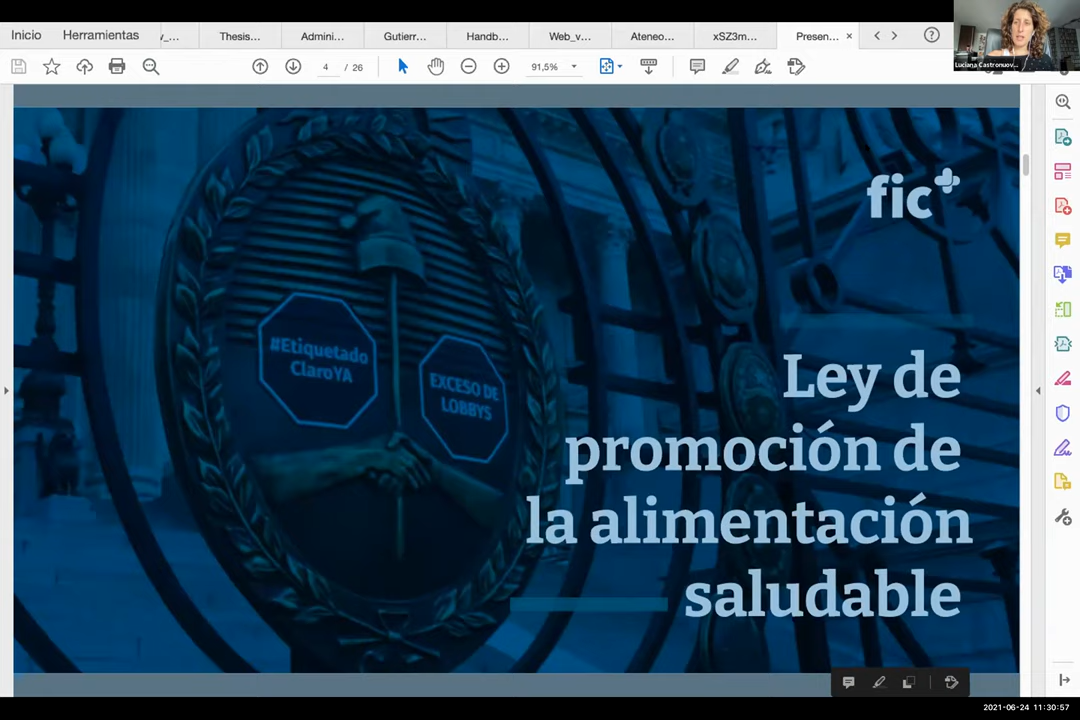 Inicio Herramientas v_... Thesis... Admini... Gutierr... Handb... Web_v... Ateneo... xSZ3m... Presen... ×
4 / 26 91,5%
Luciana Castronuov...
fic
#Etiquetado
ClaroYA
EXCESO DE
LOBBYS
Ley de
promoción de
la alimentación
saludable
2021-06-24 11:30:57